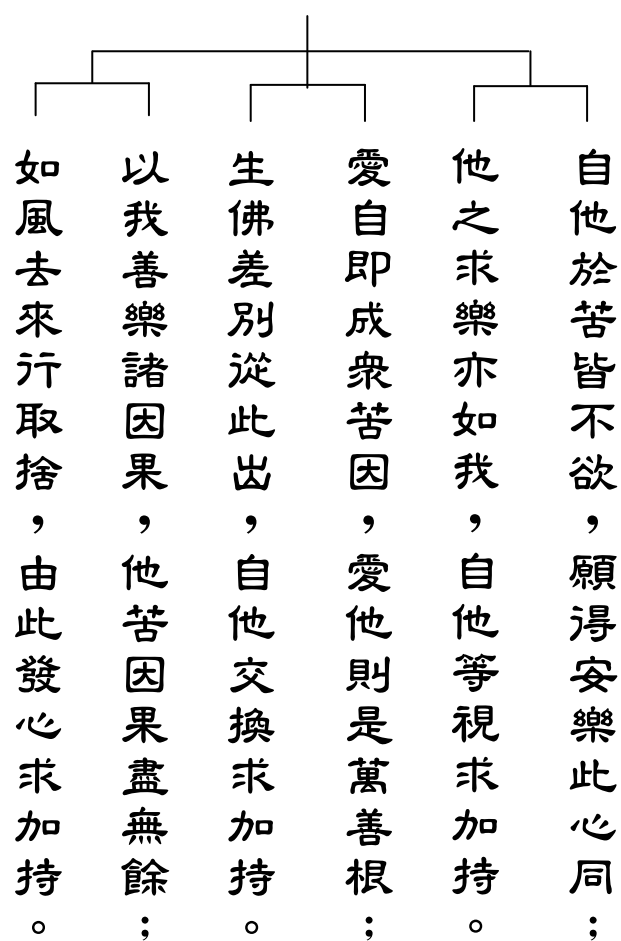 自他於苦皆不欲，願得安樂此心同；
他之求樂亦如我，自他等視求加持。
愛自即成衆苦因，愛他則是萬善根；
生佛差別從此出，自他交換求加持。
以我善樂諸因果，他苦因果盡無餘；
如風去來行取捨，由此發心求加持。